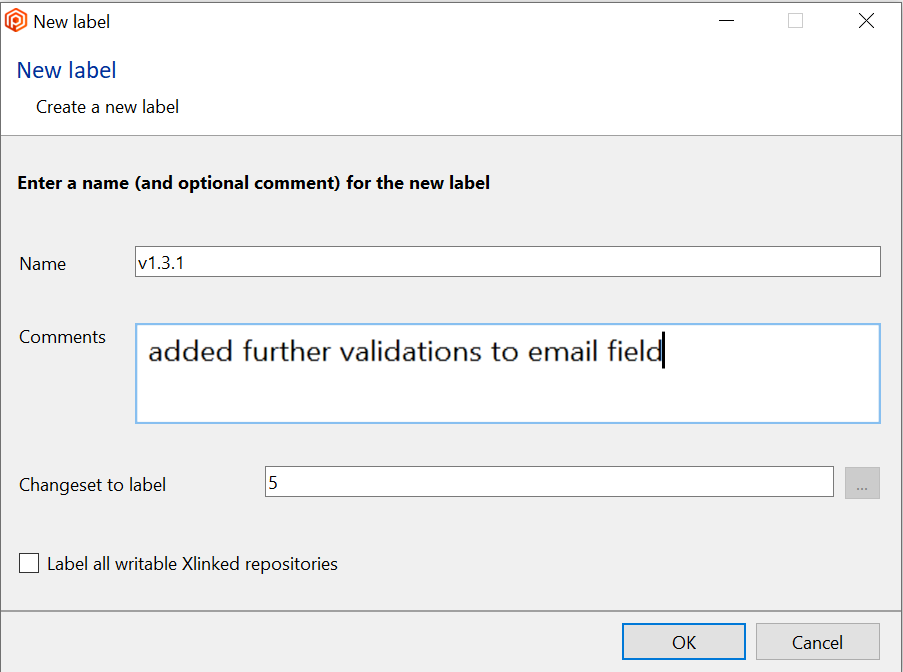 New label
New label
Create a new label
Enter a name (and optional comment) for the new label
Name
v1.3.1
Comments
added further validations to email field
Changeset to label
5
...
Label all writable Xlinked repositories
OK
Cancel